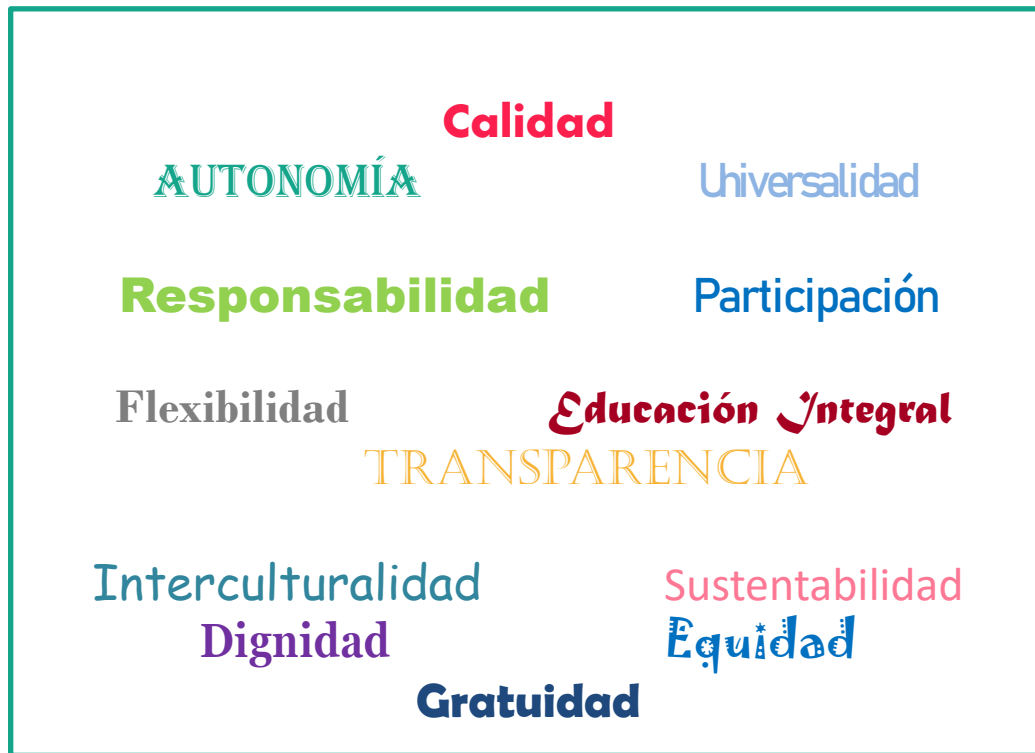 Calidad
AUTONOMÍA
Universalidad
Responsabilidad
Participación
Flexibilidad
Educación Integral
TRANSPARENCIA
Interculturalidad
Sustentabilidad
Dignidad
Equidad
Gratuidad